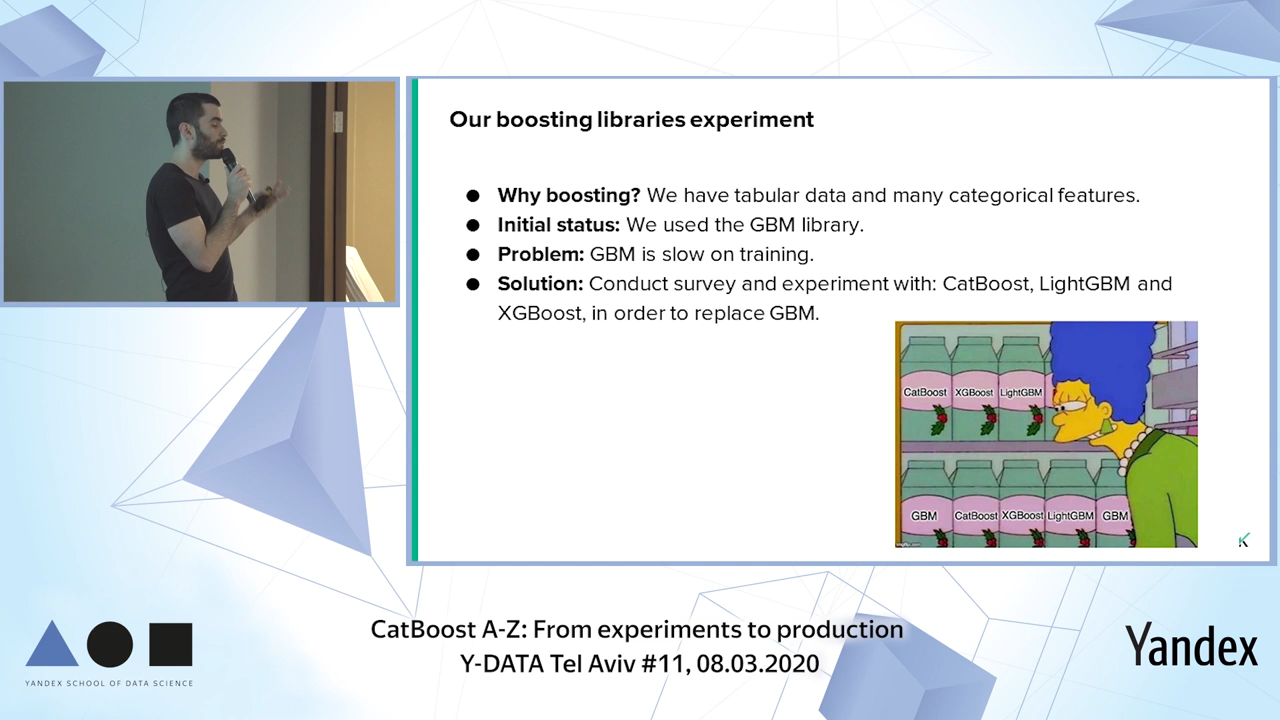 Our boosting libraries experiment
● Why boosting? We have tabular data and many categorical features.
● Initial status: We used the GBM library.
● Problem: GBM is slow on training.
● Solution: Conduct survey and experiment with: CatBoost, LightGBM and
XGBoost, in order to replace GBM.
CatBoost XGBoost LightGBM
GBM CatBoost XGBoost LightGBM GBM
imgflip.com
YANDEX SCHOOL OF DATA SCIENCE
CatBoost A-Z: From experiments to production
Y-DATA Tel Aviv #11, 08.03.2020
Yandex